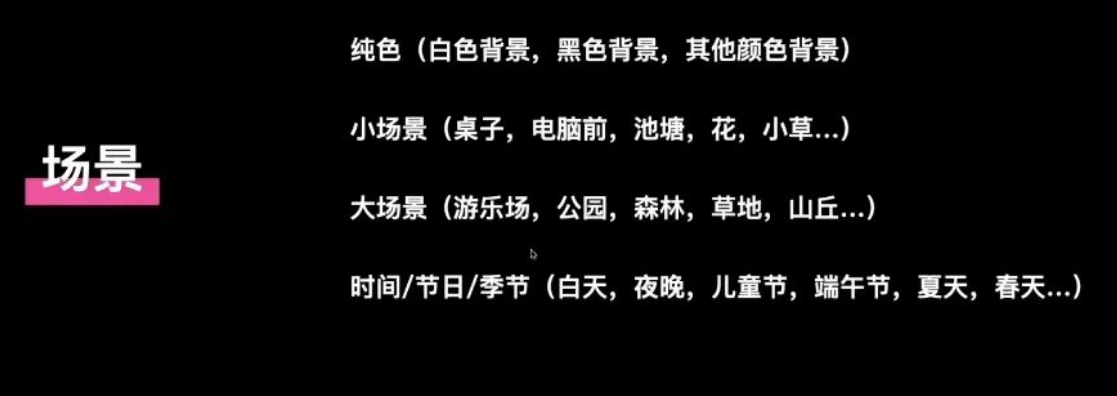 纯色（白色背景，黑色背景，其他颜色背景）
小场景（桌子，电脑前，池塘，花，小草...）
场景
大场景（游乐场，公园，森林，草地，山丘...）
时间/节日/季节（白天，夜晚，儿童节，端午节，夏天，春天...）